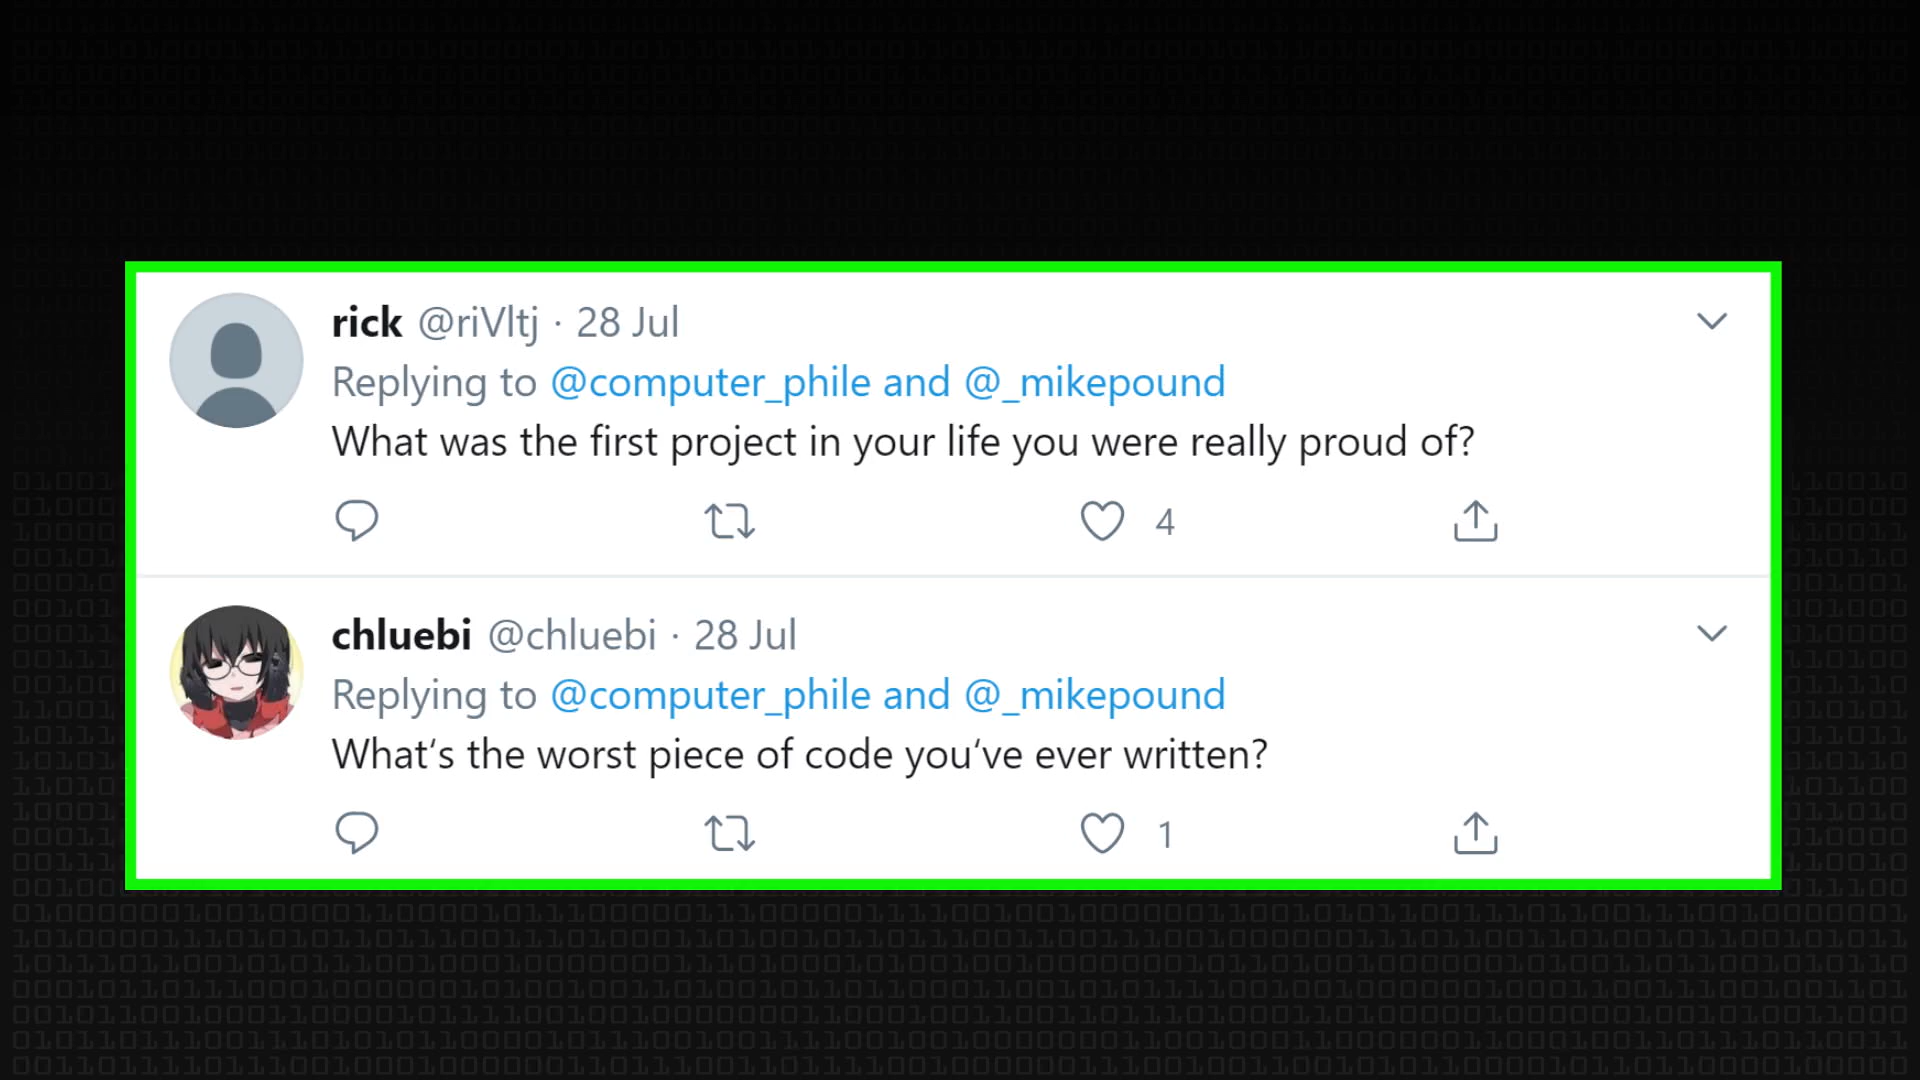 rick @riVltj · 28 Jul
Replying to @computer_phile and @_mikepound
What was the first project in your life you were really proud of?
4
chluebi @chluebi · 28 Jul
Replying to @computer_phile and @_mikepound
What‘s the worst piece of code you‘ve ever written?
1